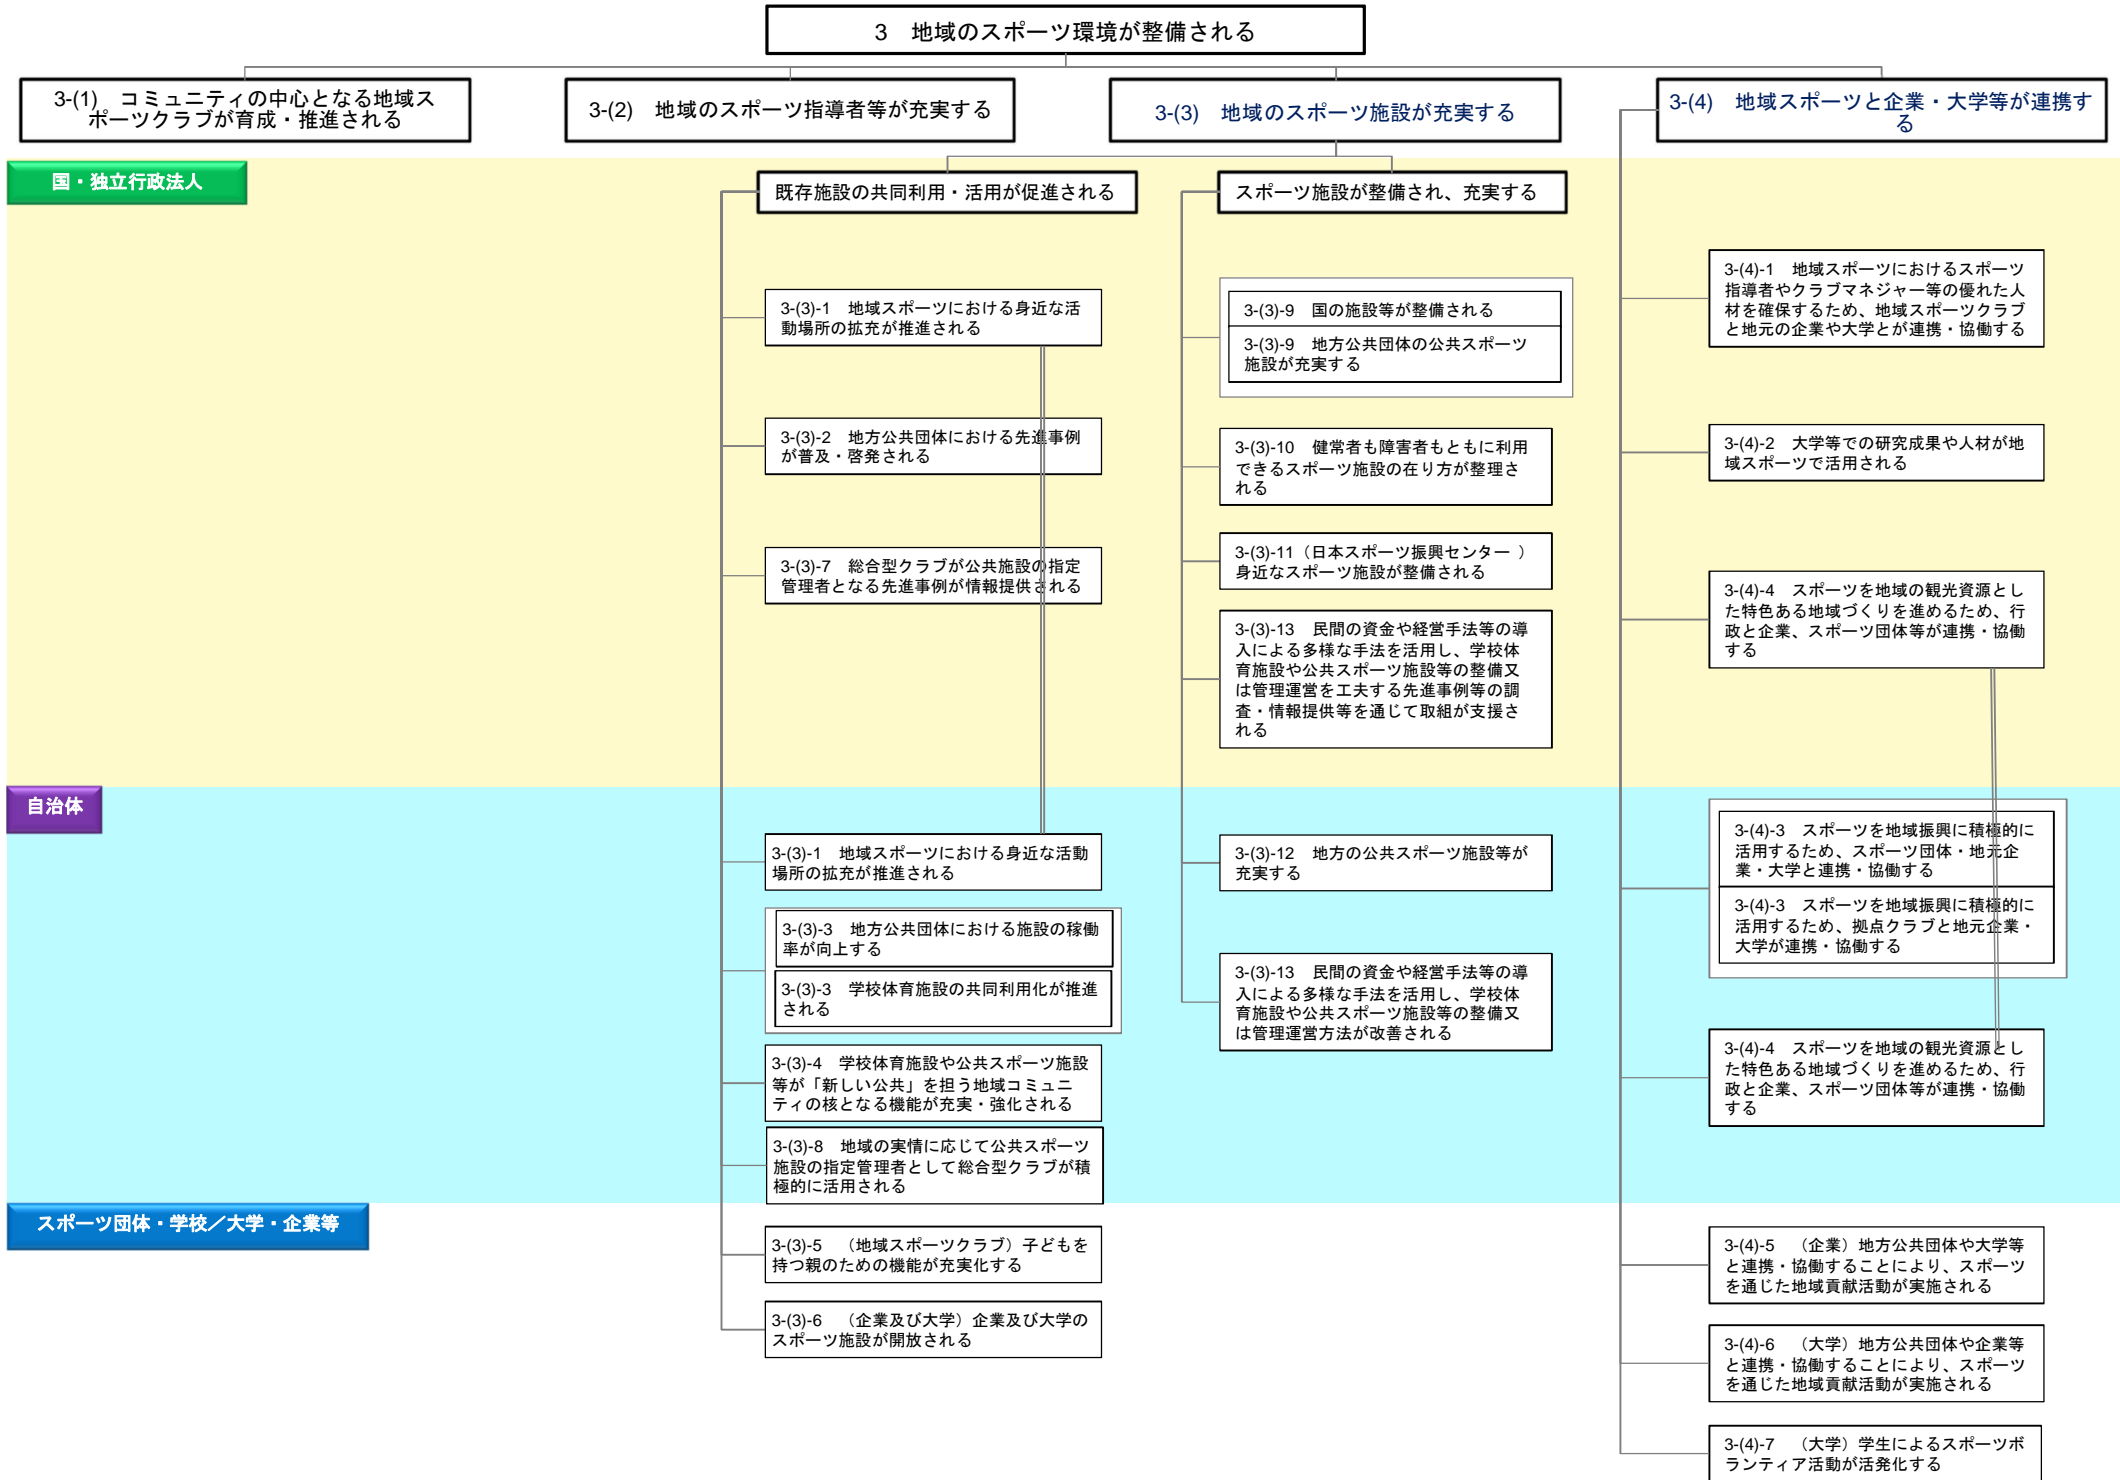 3　地域のスポーツ環境が整備される
3-(1)　コミュニティの中心となる地域ス
ポーツクラブが育成・推進される
3-(2)　地域のスポーツ指導者等が充実する
3-(3)　地域のスポーツ施設が充実する
3-(4)　地域スポーツと企業・大学等が連携す
る
国・独立行政法人
既存施設の共同利用・活用が促進される
3-(3)-1　地域スポーツにおける身近な活
動場所の拡充が推進される
3-(3)-2　地方公共団体における先進事例
が普及・啓発される
3-(3)-7　総合型クラブが公共施設の指定
管理者となる先進事例が情報提供される
スポーツ施設が整備され、充実する
3-(3)-9　国の施設等が整備される
3-(3)-9　地方公共団体の公共スポーツ
施設が充実する
3-(3)-10　健常者も障害者もともに利用
できるスポーツ施設の在り方が整理さ
れる
3-(3)-11（日本スポーツ振興センター ）
身近なスポーツ施設が整備される
3-(3)-13　民間の資金や経営手法等の導
入による多様な手法を活用し、学校体
育施設や公共スポーツ施設等の整備又
は管理運営を工夫する先進事例等の調
査・情報提供等を通じて取組が支援さ
れる
3-(4)-1　地域スポーツにおけるスポーツ
指導者やクラブマネジャー等の優れた人
材を確保するため、地域スポーツクラブ
と地元の企業や大学とが連携・協働する
3-(4)-2　大学等での研究成果や人材が地
域スポーツで活用される
3-(4)-4　スポーツを地域の観光資源とし
た特色ある地域づくりを進めるため、行
政と企業、スポーツ団体等が連携・協働
する
自治体
3-(3)-1　地域スポーツにおける身近な活動
場所の拡充が推進される
3-(3)-3　地方公共団体における施設の稼働
率が向上する
3-(3)-3　学校体育施設の共同利用化が推進
される
3-(3)-4　学校体育施設や公共スポーツ施設
等が「新しい公共」を担う地域コミュニ
ティの核となる機能が充実・強化される
3-(3)-8　地域の実情に応じて公共スポーツ
施設の指定管理者として総合型クラブが積
極的に活用される
3-(3)-12　地方の公共スポーツ施設等が
充実する
3-(3)-13　民間の資金や経営手法等の導
入による多様な手法を活用し、学校体
育施設や公共スポーツ施設等の整備又
は管理運営方法が改善される
3-(4)-3　スポーツを地域振興に積極的に
活用するため、スポーツ団体・地元企
業・大学と連携・協働する
3-(4)-3　スポーツを地域振興に積極的に
活用するため、拠点クラブと地元企業・
大学が連携・協働する
3-(4)-4　スポーツを地域の観光資源とし
た特色ある地域づくりを進めるため、行
政と企業、スポーツ団体等が連携・協働
する
スポーツ団体・学校／大学・企業等
3-(3)-5　（地域スポーツクラブ）子どもを
持つ親のための機能が充実化する
3-(3)-6　（企業及び大学）企業及び大学の
スポーツ施設が開放される
3-(4)-5　（企業）地方公共団体や大学等
と連携・協働することにより、スポーツ
を通じた地域貢献活動が実施される
3-(4)-6　（大学）地方公共団体や企業等
と連携・協働することにより、スポーツ
を通じた地域貢献活動が実施される
3-(4)-7　（大学）学生によるスポーツボ
ランティア活動が活発化する